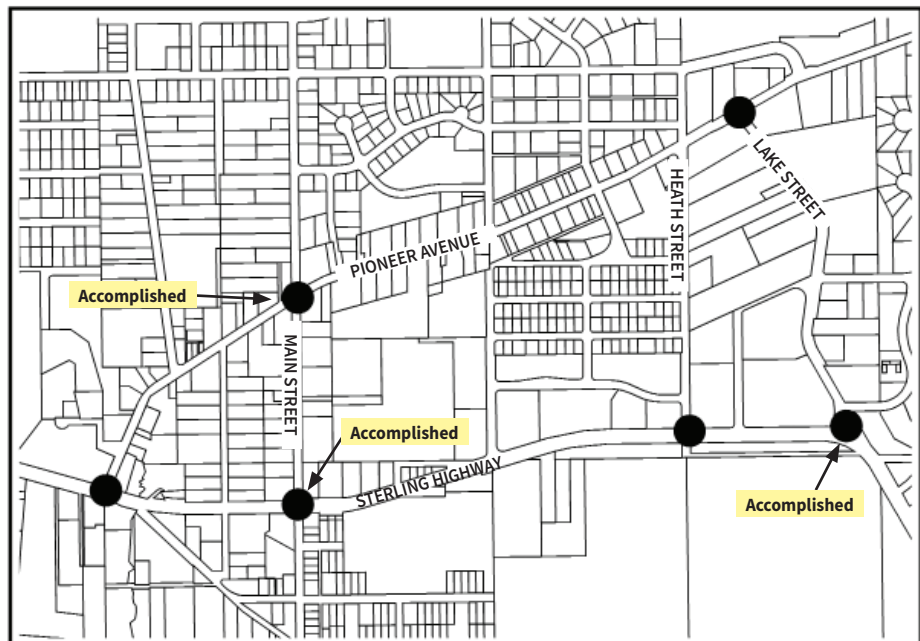 LAKE STREET
HEATH STREET
PIONEER AVENUE
Accomplished
MAIN STREET
Accomplished
STERLING HIGHWAY
Accomplished